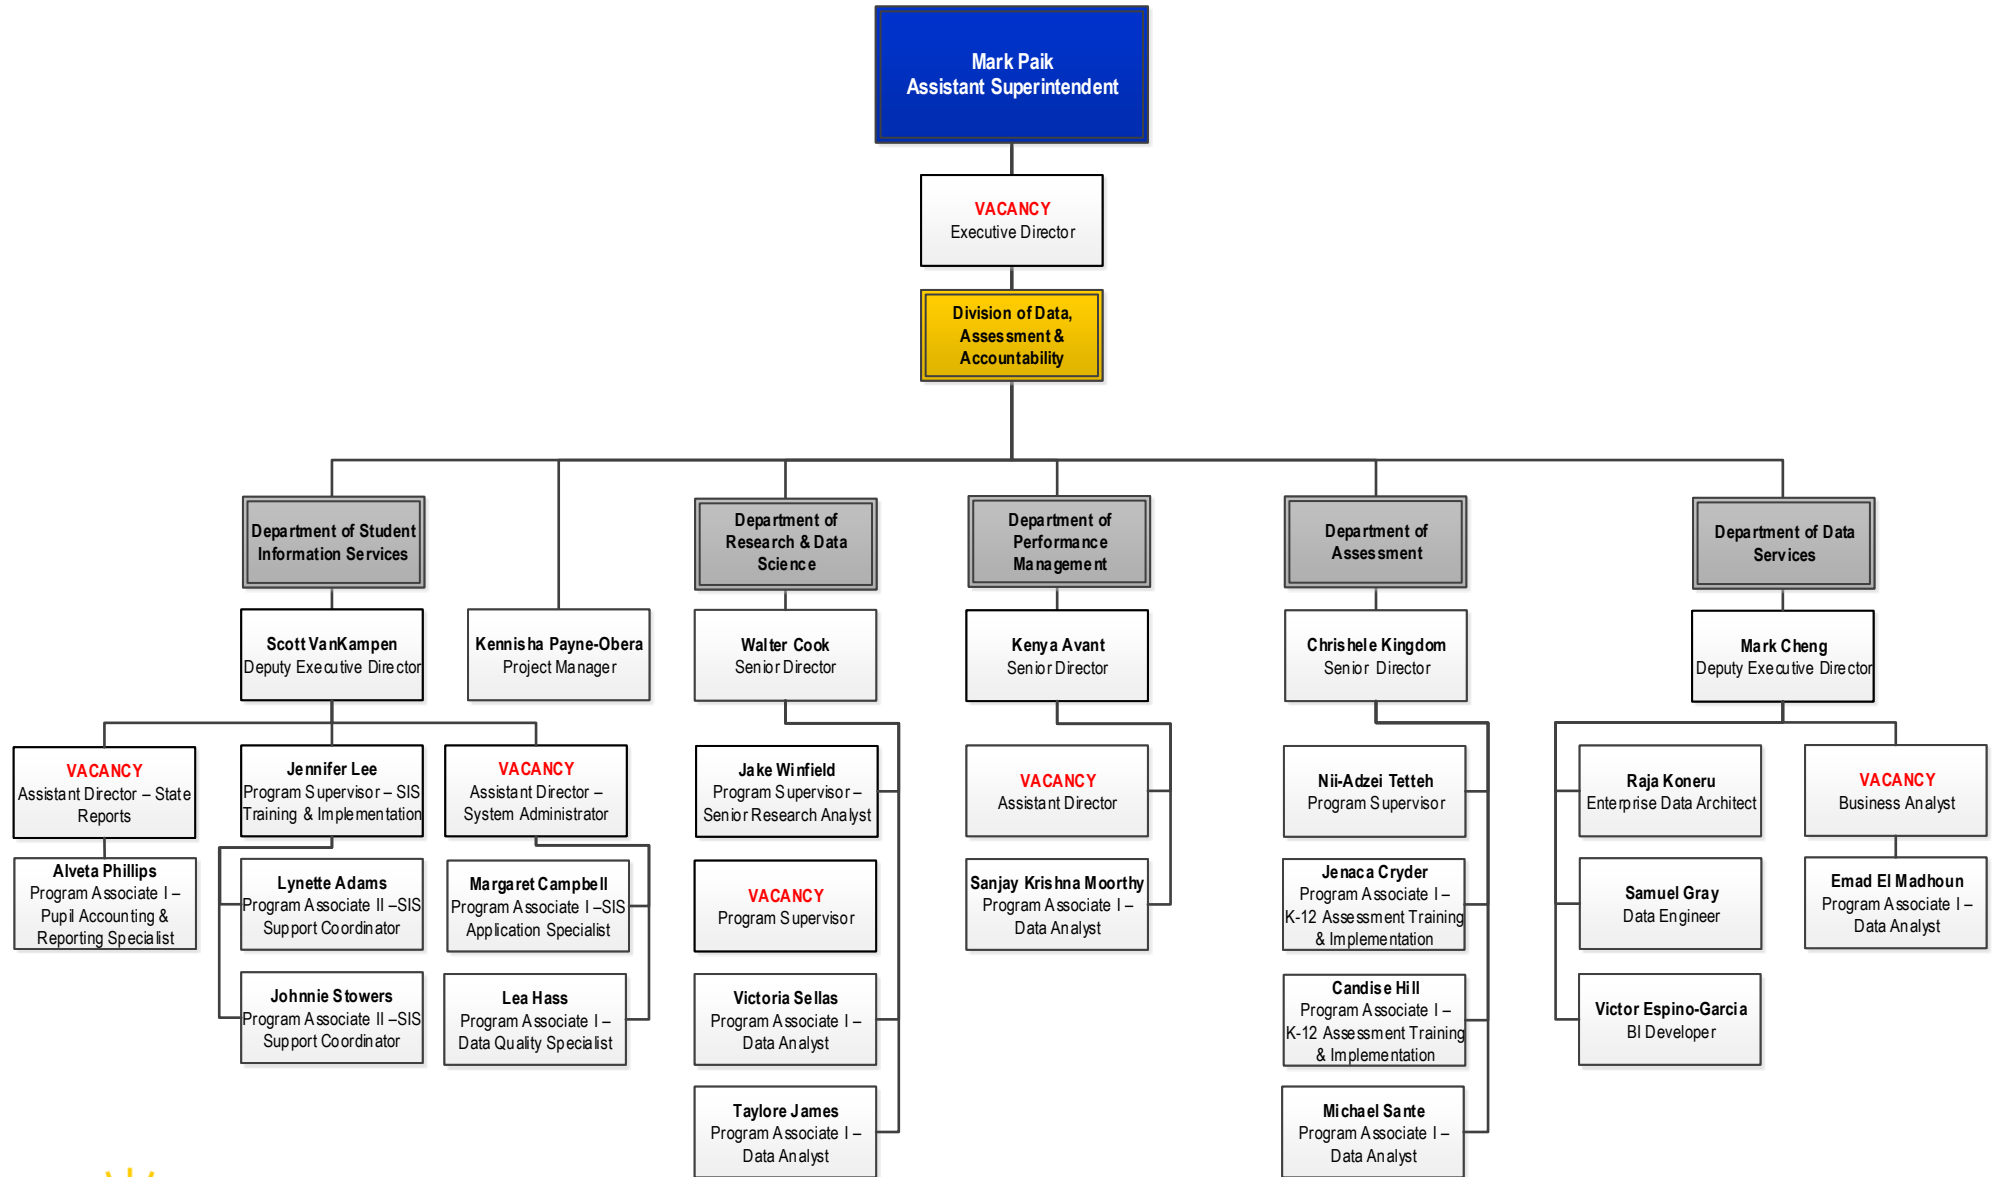 Mark Paik
Assistant Superintendent
VACANCY
Executive Director
Division of Data,
Assessment &
Accountability
Department of Student
Information Services
Department of
Research & Data
Science
Department of
Performance
Management
Department of
Assessment
Department of Data
Services
Scott VanKampen
Deputy Executive Director
Kennisha Payne-Obera
Project Manager
Walter Cook
Senior Director
Kenya Avant
Senior Director
Chrishele Kingdom
Senior Director
Mark Cheng
Deputy Executive Director
VACANCY
Assistant Director – State
Reports
Jennifer Lee
Program Supervisor – SIS
Training & Implementation
VACANCY
Assistant Director –
System Administrator
Jake Winfield
Program Supervisor –
Senior Research Analyst
VACANCY
Assistant Director
Nii-Adzei Tetteh
Program Supervisor
Raja Koneru
Enterprise Data Architect
VACANCY
Business Analyst
Alveta Phillips
Program Associate I –
Pupil Accounting &
Reporting Specialist
Lynette Adams
Program Associate II –SIS
Support Coordinator
Margaret Campbell
Program Associate I –SIS
Application Specialist
VACANCY
Program Supervisor
Sanjay Krishna Moorthy
Program Associate I –
Data Analyst
Jenaca Cryder
Program Associate I –
K-12 Assessment Training
& Implementation
Samuel Gray
Data Engineer
Emad El Madhoun
Program Associate I –
Data Analyst
Johnnie Stowers
Program Associate II –SIS
Support Coordinator
Lea Hass
Program Associate I –
Data Quality Specialist
Victoria Sellas
Program Associate I –
Data Analyst
Candise Hill
Program Associate I –
K-12 Assessment Training
& Implementation
Victor Espino-Garcia
BI Developer
Taylore James
Program Associate I –
Data Analyst
Michael Sante
Program Associate I –
Data Analyst